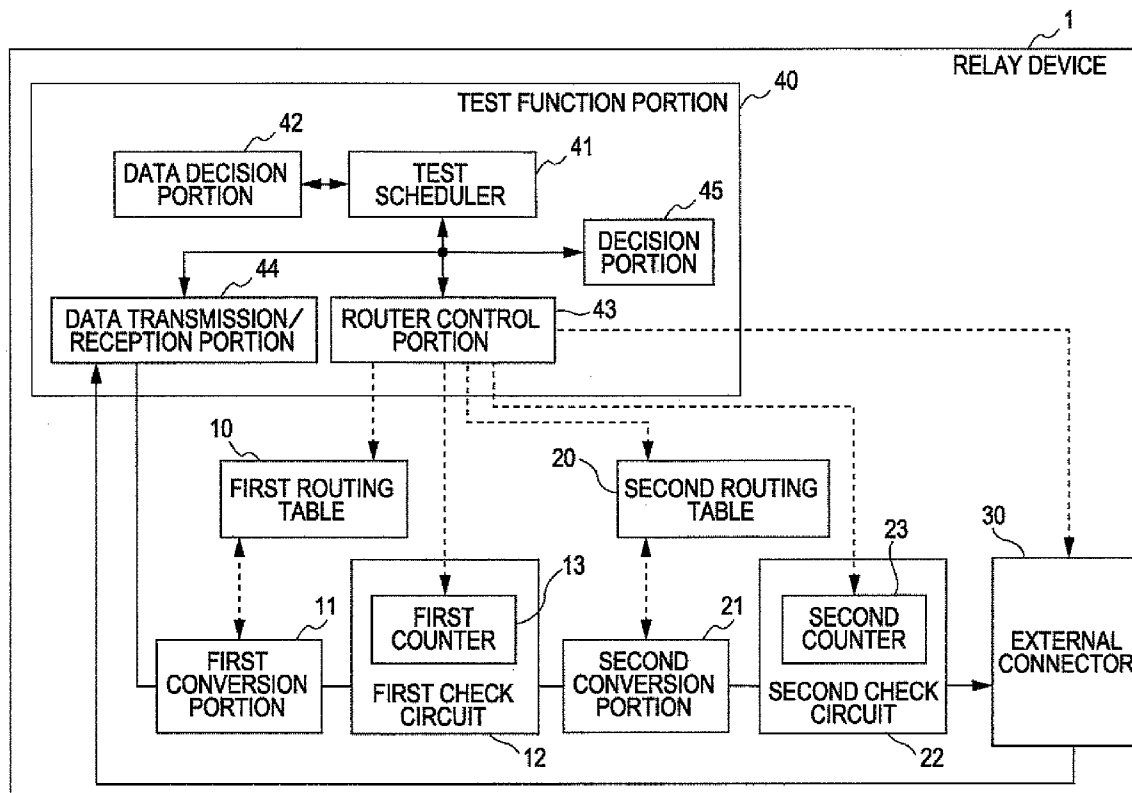 1
RELAY DEVICE
TEST FUNCTION PORTION
40
42
DATA DECISION
PORTION
41
TEST
SCHEDULER
45
DECISION
PORTION
44
DATA TRANSMISSION/
RECEPTION PORTION
43
ROUTER CONTROL
PORTION
10
FIRST ROUTING
TABLE
20
SECOND ROUTING
TABLE
30
EXTERNAL
CONNECTOR
11
FIRST
CONVERSION
PORTION
13
FIRST
COUNTER
FIRST CHECK
CIRCUIT
12
21
SECOND
CONVERSION
PORTION
23
SECOND
COUNTER
SECOND CHECK
CIRCUIT
22